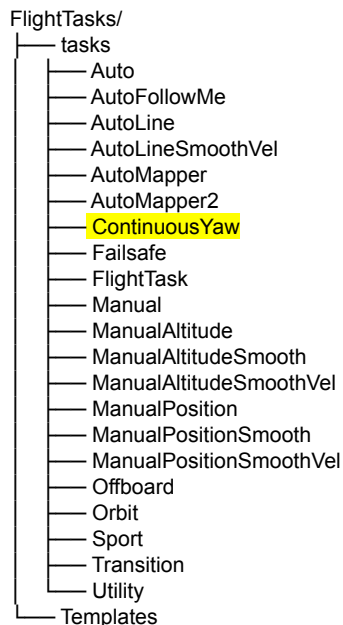 FlightTasks/
├── tasks
│   ├── Auto
│   ├── AutoFollowMe
│   ├── AutoLine
│   ├── AutoLineSmoothVel
│   ├── AutoMapper
│   ├── AutoMapper2
│   ├── ContinuousYaw
│   ├── Failsafe
│   ├── FlightTask
│   ├── Manual
│   ├── ManualAltitude
│   ├── ManualAltitudeSmooth
│   ├── ManualAltitudeSmoothVel
│   ├── ManualPosition
│   ├── ManualPositionSmooth
│   ├── ManualPositionSmoothVel
│   ├── Offboard
│   ├── Orbit
│   ├── Sport
│   ├── Transition
│   └── Utility
└── Templates